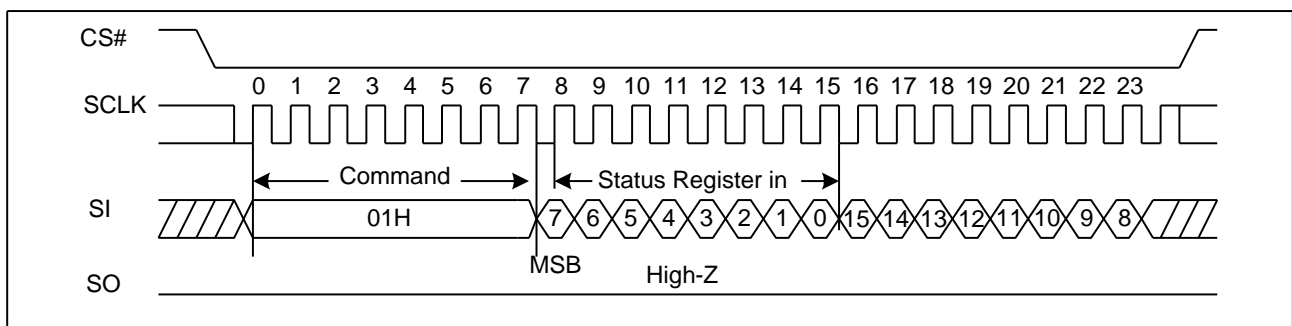 CS#
0 1 2 3 4 5 6 7 8 9 10 11 12 13 14 15 16 17 18 19 20 21 22 23
SCLK
Command Status Register in
SI 01H 7 6 5 4 3 2 1 0 15 14 13 12 11 10 9 8
MSB High-Z
SO